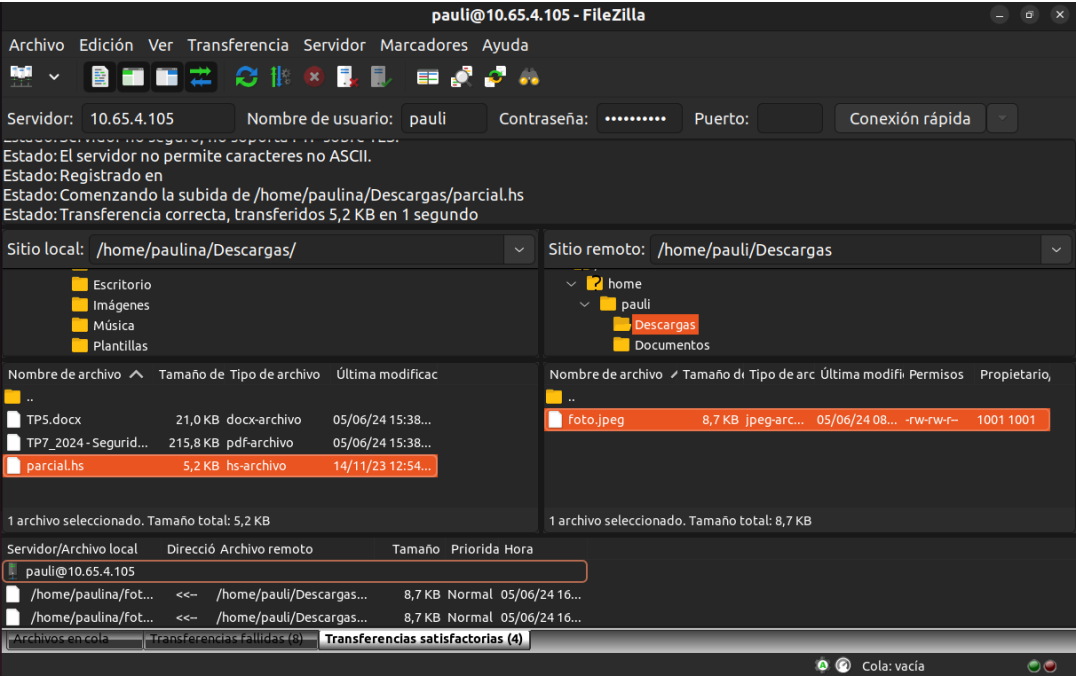 pauli@10.65.4.105 - FileZilla
Archivo Edición Ver Transferencia Servidor Marcadores Ayuda
Servidor: 10.65.4.105 Nombre de usuario: pauli Contraseña: •••••••••• Puerto: Conexión rápida
Estado: Servidor no seguro, no soporta FTP sobre TLS.
Estado: El servidor no permite caracteres no ASCII.
Estado: Registrado en
Estado: Comenzando la subida de /home/paulina/Descargas/parcial.hs
Estado: Transferencia correcta, transferidos 5,2 KB en 1 segundo
Sitio local: /home/paulina/Descargas/
Escritorio
Imágenes
Música
Plantillas
Nombre de archivo Tamaño de Tipo de archivo Última modificac
..
TP5.docx 21,0 KB docx-archivo 05/06/24 15:38...
TP7_2024 - Segurid... 215,8 KB pdf-archivo 05/06/24 15:38...
parcial.hs 5,2 KB hs-archivo 14/11/23 12:54...
1 archivo seleccionado. Tamaño total: 5,2 KB
Sitio remoto: /home/pauli/Descargas
home
pauli
Descargas
Documentos
Nombre de archivo Tamaño de Tipo de arc Última modifi Permisos Propietario,
..
foto.jpeg 8,7 KB jpeg-arc... 05/06/24 08... -rw-rw-r-- 1001 1001
1 archivo seleccionado. Tamaño total: 8,7 KB
Servidor/Archivo local Direcció Archivo remoto Tamaño Priorida Hora
pauli@10.65.4.105
/home/paulina/fot... <<-- /home/pauli/Descargas... 8,7 KB Normal 05/06/24 16...
/home/paulina/fot... <<-- /home/pauli/Descargas... 8,7 KB Normal 05/06/24 16...
Archivos en cola Transferencias fallidas (8) Transferencias satisfactorias (4)
Cola: vacía